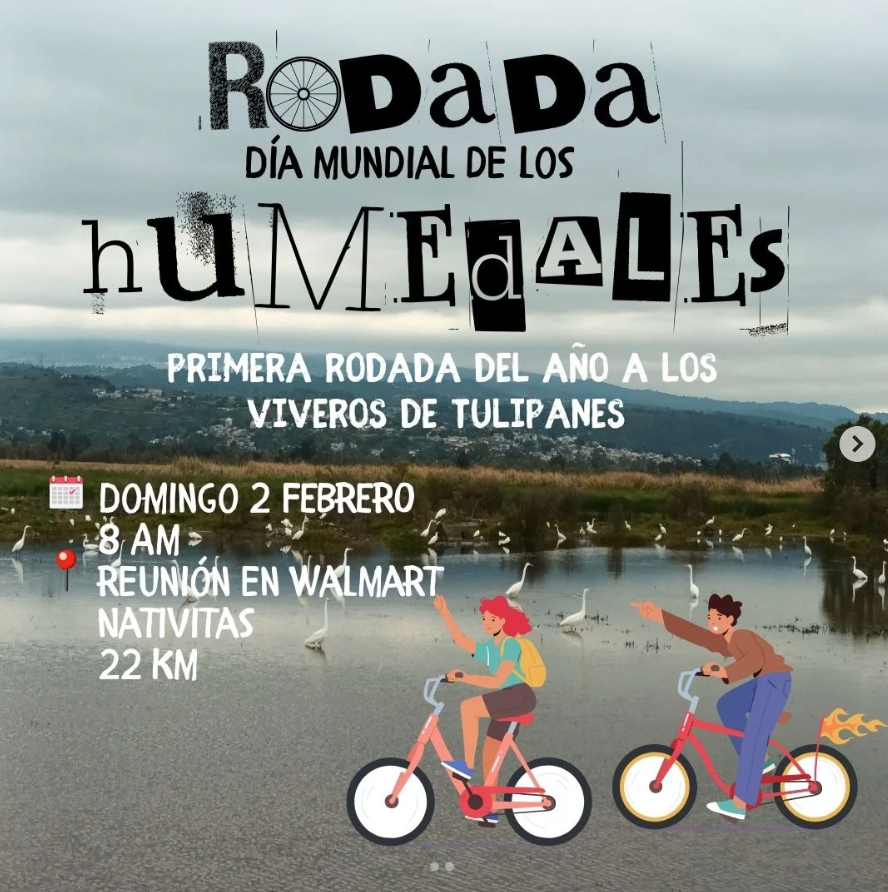 RODADA
DÍA MUNDIAL DE LOS
hUMEdALES
PRIMERA RODADA DEL AÑO A LOS
VIVEROS DE TULIPANES
DOMINGO 2 FEBRERO
8 AM
REUNIÓN EN WALMART
NATIVITAS
22 KM